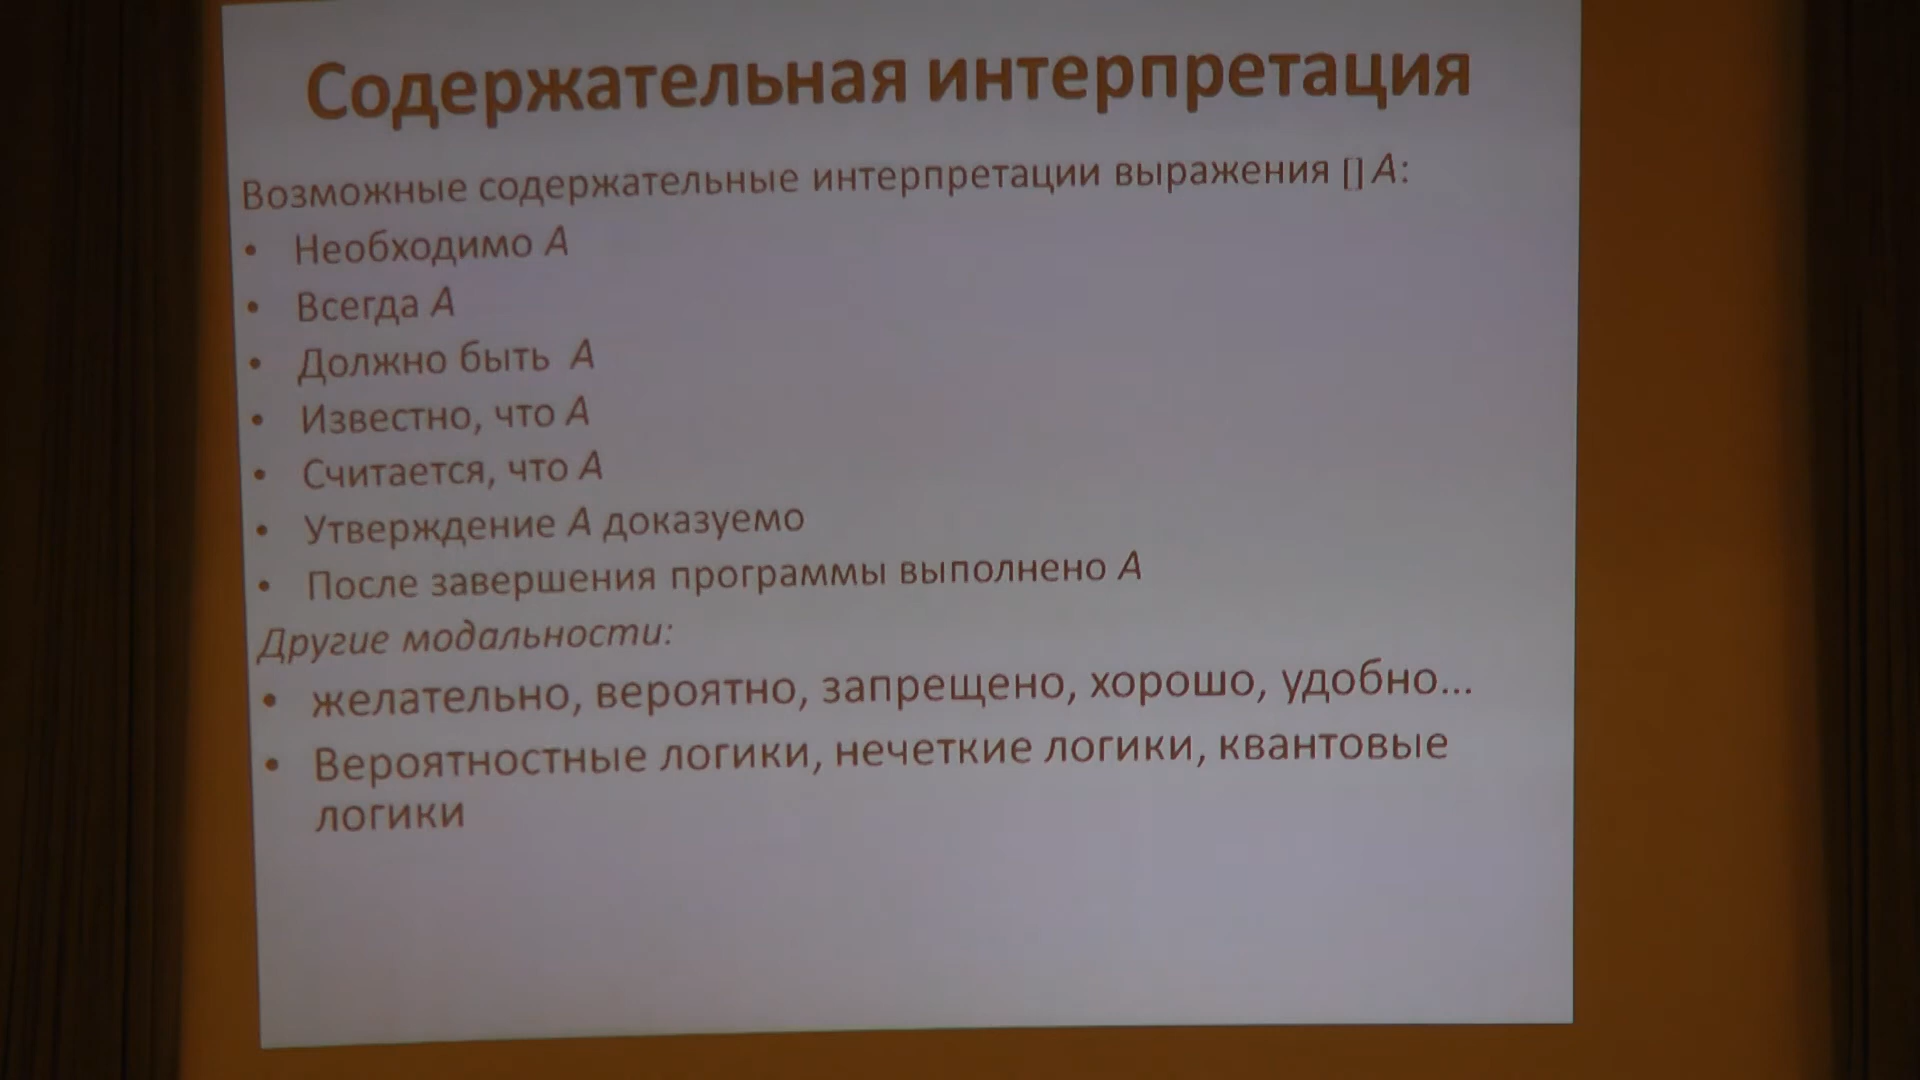 Содержательная интерпретация
Возможные содержательные интерпретации выражения [] A:
• Необходимо A
• Всегда A
• Должно быть A
• Известно, что A
• Считается, что A
• Утверждение A доказуемо
• После завершения программы выполнено A
Другие модальности:
• желательно, вероятно, запрещено, хорошо, удобно...
• Вероятностные логики, нечеткие логики, квантовые
логики